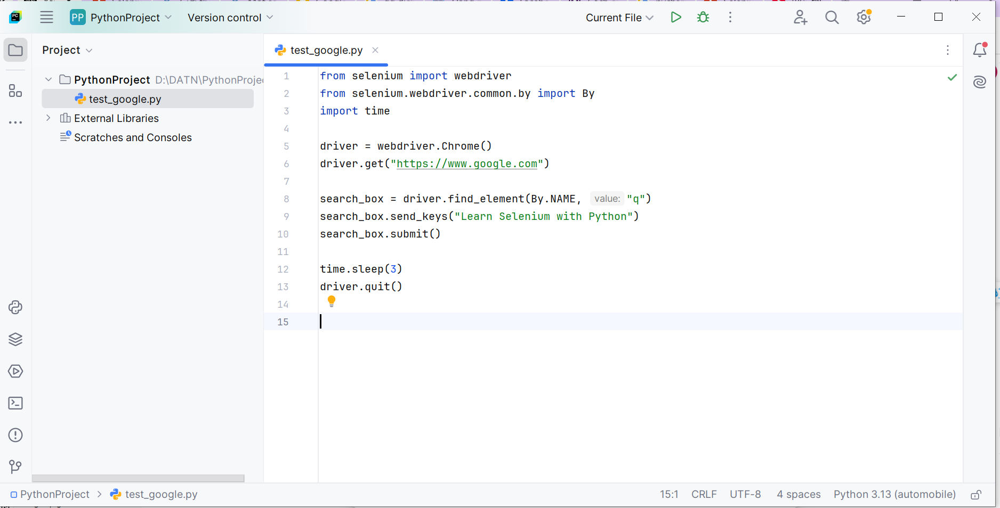 PC
PP PythonProject Version control Current File
Project
test_google.py
PythonProject D:\DATN\PythonProje
test_google.py
External Libraries
Scratches and Consoles
1 from selenium import webdriver
2 from selenium.webdriver.common.by import By
3 import time
4
5 driver = webdriver.Chrome()
6 driver.get("https://www.google.com")
7
8 search_box = driver.find_element(By.NAME, value: "q")
9 search_box.send_keys("Learn Selenium with Python")
10 search_box.submit()
11
12 time.sleep(3)
13 driver.quit()
14
15
PythonProject > test_google.py 15:1 CRLF UTF-8 4 spaces Python 3.13 (automobile)